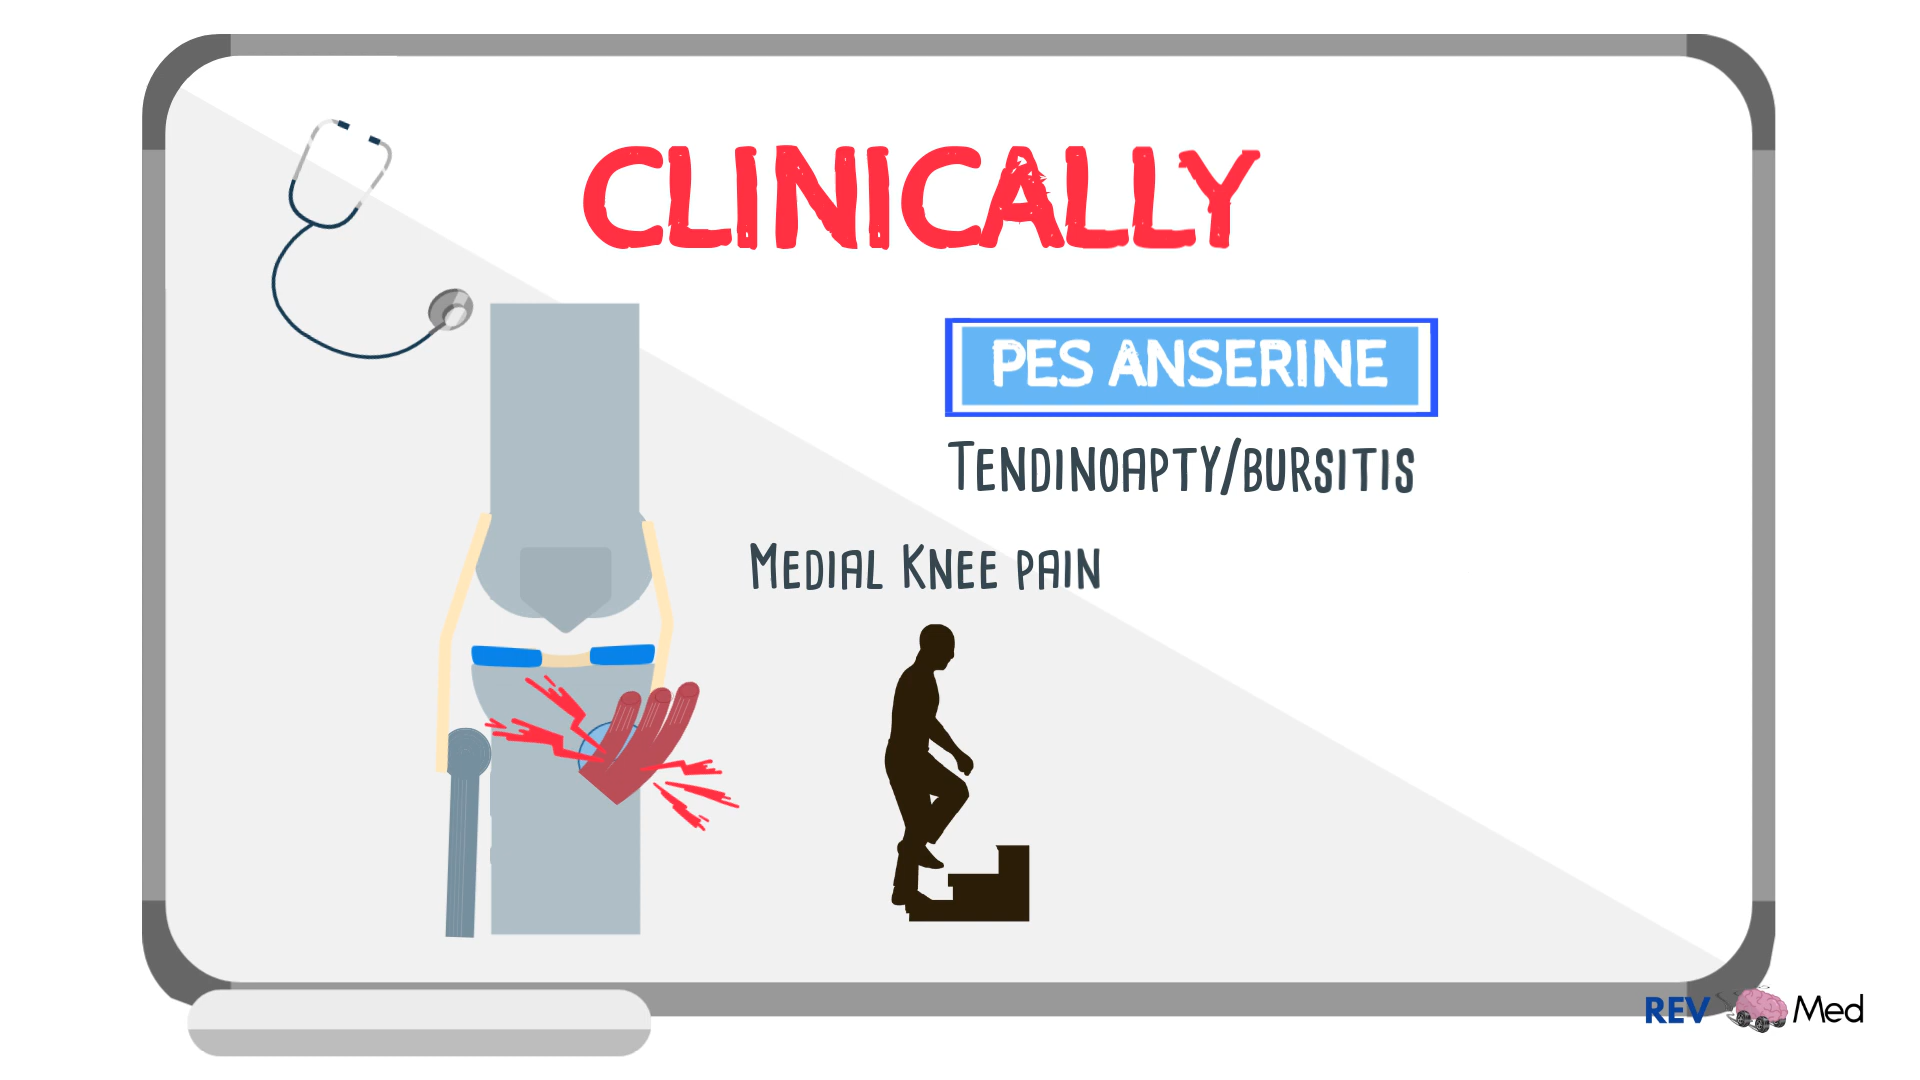 CLINICALLY
PES ANSERINE
TENDINOAPTY/BURSITIS
MEDIAL KNEE PAIN
REV Med